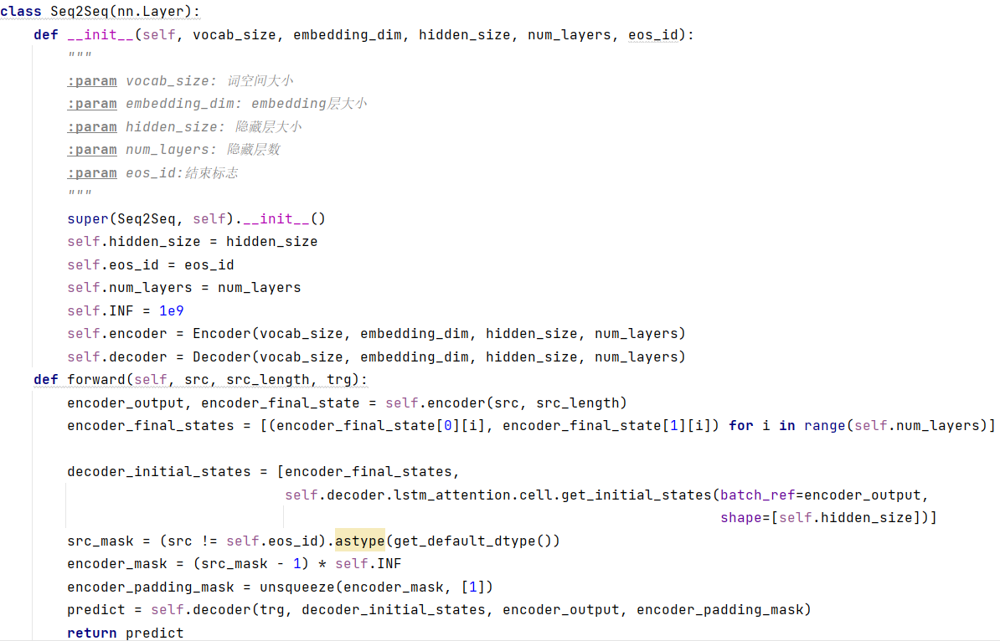 class Seq2Seq(nn.Layer):
    def __init__(self, vocab_size, embedding_dim, hidden_size, num_layers, eos_id):
        """
        :param vocab_size: 词空间大小
        :param embedding_dim: embedding层大小
        :param hidden_size: 隐藏层大小
        :param num_layers: 隐藏层数
        :param eos_id:结束标志
        """
        super(Seq2Seq, self).__init__()
        self.hidden_size = hidden_size
        self.eos_id = eos_id
        self.num_layers = num_layers
        self.INF = 1e9
        self.encoder = Encoder(vocab_size, embedding_dim, hidden_size, num_layers)
        self.decoder = Decoder(vocab_size, embedding_dim, hidden_size, num_layers)
    def forward(self, src, src_length, trg):
        encoder_output, encoder_final_state = self.encoder(src, src_length)
        encoder_final_states = [(encoder_final_state[0][i], encoder_final_state[1][i]) for i in range(self.num_layers)]
        decoder_initial_states = [encoder_final_states,
                                  self.decoder.lstm_attention.cell.get_initial_states(batch_ref=encoder_output,
                                                                                      shape=[self.hidden_size])]
        src_mask = (src != self.eos_id).astype(get_default_dtype())
        encoder_mask = (src_mask - 1) * self.INF
        encoder_padding_mask = unsqueeze(encoder_mask, [1])
        predict = self.decoder(trg, decoder_initial_states, encoder_output, encoder_padding_mask)
        return predict